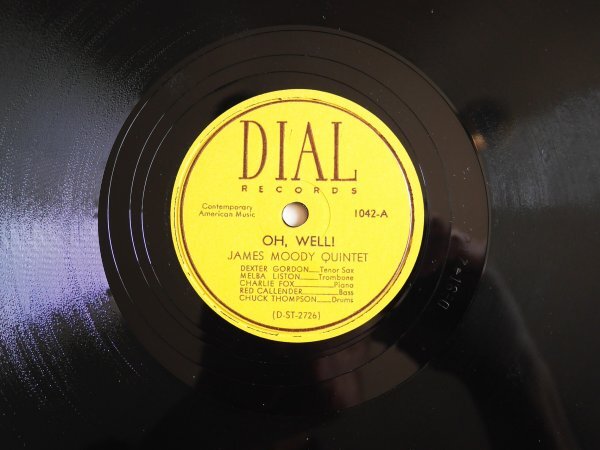 DIAL
RECORDS
Contemporary
American Music
1042-A
OH, WELL!
JAMES MOODY QUINTET
DEXTER GORDON......Tenor Sax
MELBA LISTON..........Trombone
CHARLIE FOX..................Piano
RED CALLENDER................Bass
CHUCK THOMPSON......Drums
(D-ST-2726)